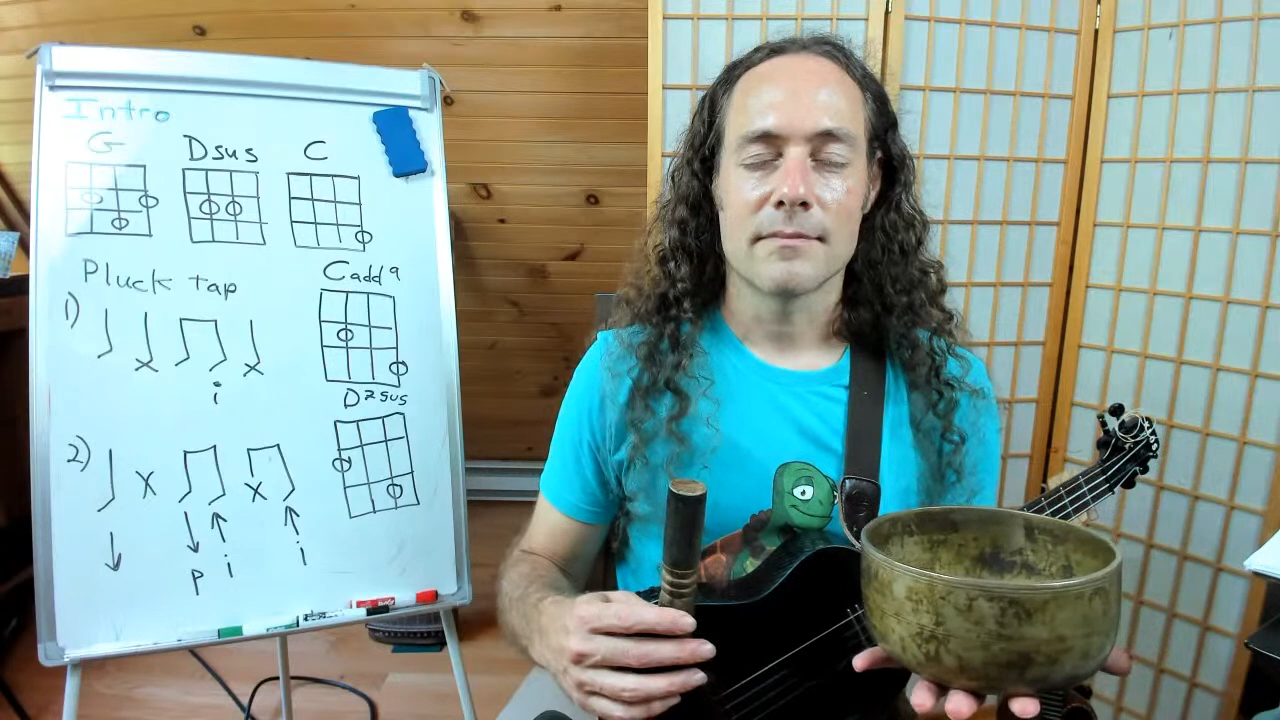 Intro
G Dsus C
Pluck tap
Cadd9
1)
i
D7sus
2) x x
p i i